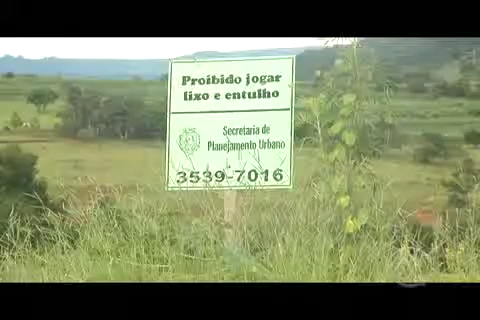 Proibido jogar
lixo e entulho
Secretaria de
Planejamento Urbano
3539-7016